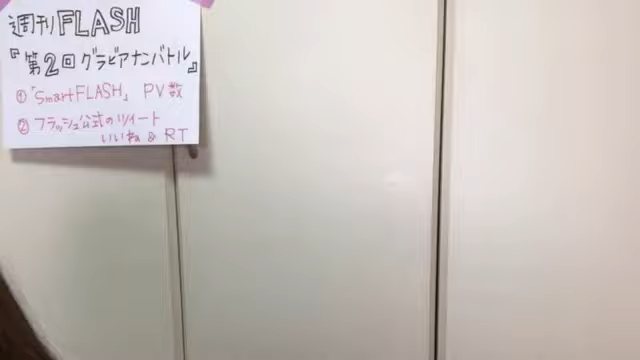 週刊FLASH
『第2回グラビアナンバトル』
①「SmartFLASH」 PV数
②フラッシュ公式のツイート
いいね&RT